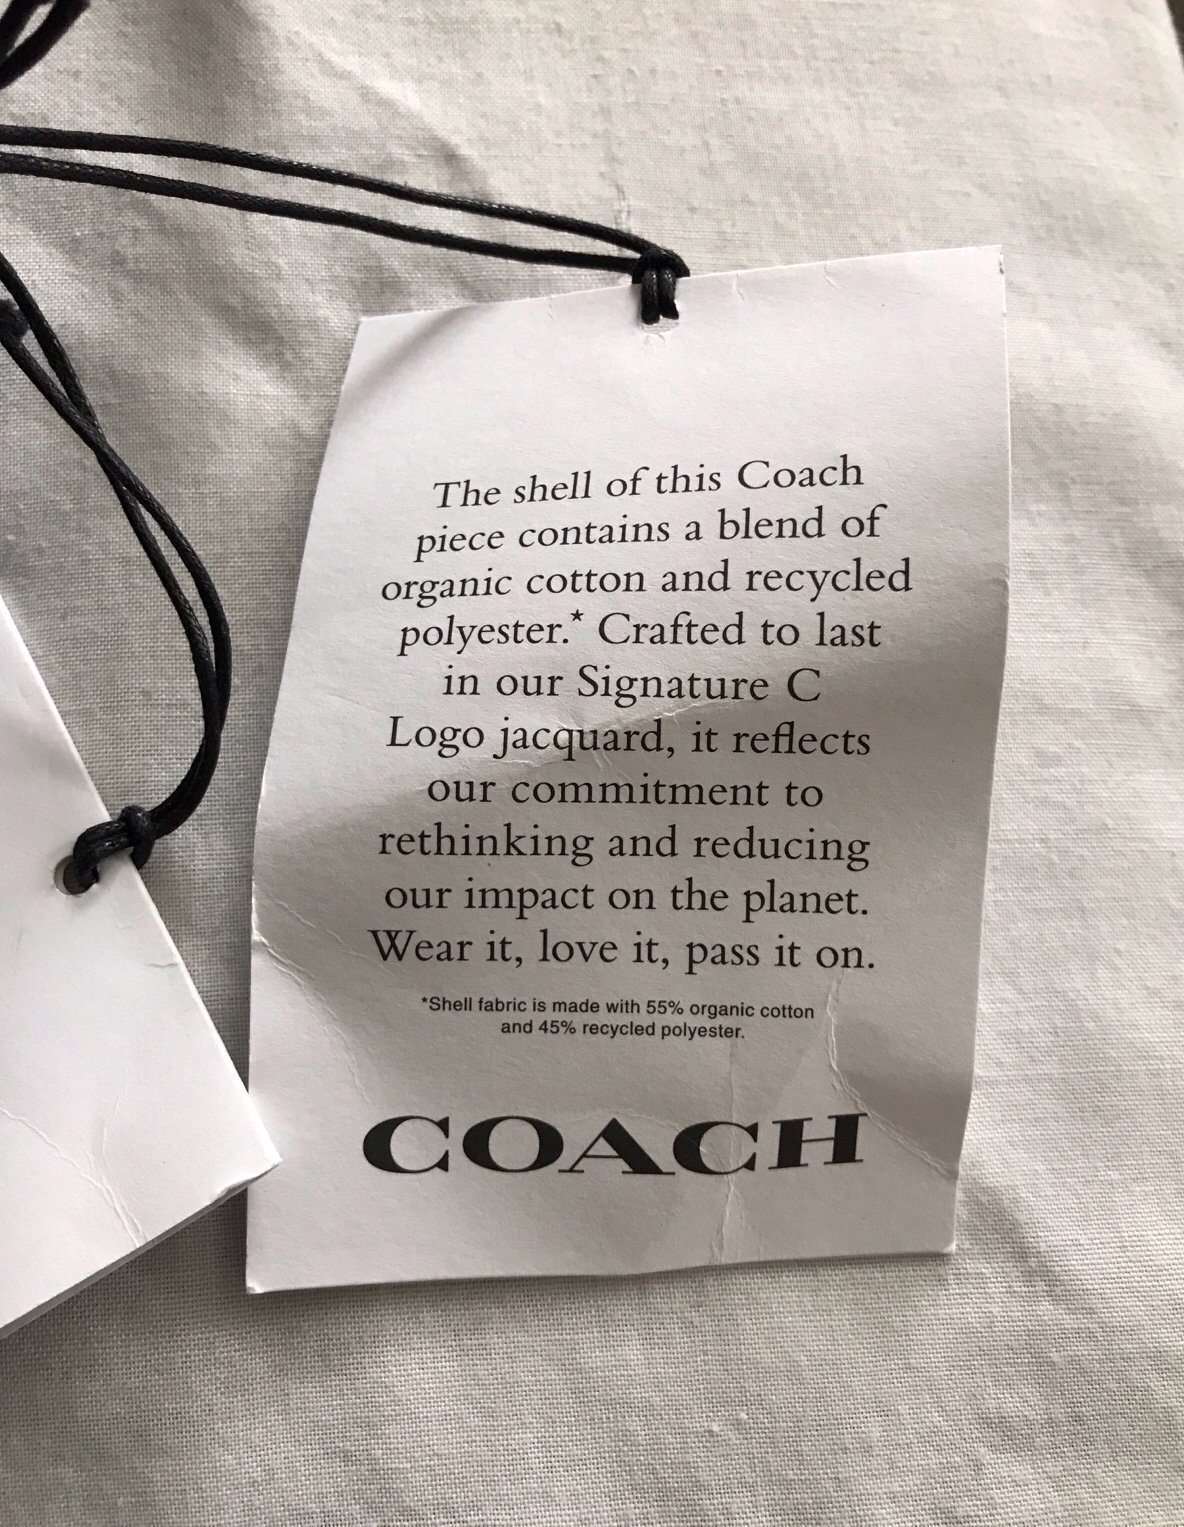 The shell of this Coach
piece contains a blend of
organic cotton and recycled
polyester.* Crafted to last
in our Signature C
Logo jacquard, it reflects
our commitment to
rethinking and reducing
our impact on the planet.
Wear it, love it, pass it on.
*Shell fabric is made with 55% organic cotton
and 45% recycled polyester.
COACH